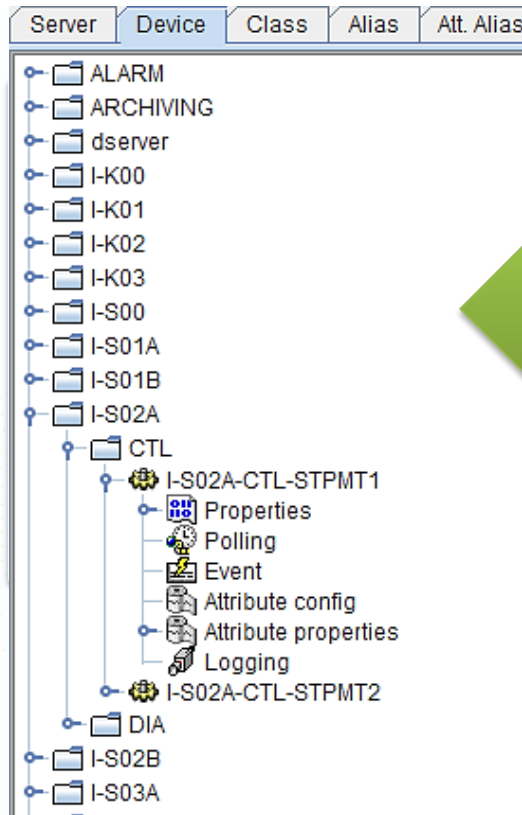 Server Device Class Alias Att. Alias
ALARM
ARCHIVING
dserver
I-K00
I-K01
I-K02
I-K03
I-S00
I-S01A
I-S01B
I-S02A
CTL
I-S02A-CTL-STPMT1
Properties
Polling
Event
Attribute config
Attribute properties
Logging
I-S02A-CTL-STPMT2
DIA
I-S02B
I-S03A